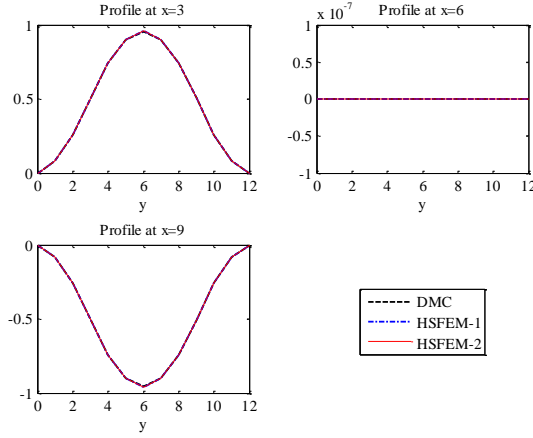 Profile at x=3
1
0.5
0
0 2 4 6 8 10 12
y
Profile at x=6
x 10^-7
1
0.5
0
-0.5
-1
0 2 4 6 8 10 12
y
Profile at x=9
0
-0.5
-1
0 2 4 6 8 10 12
y
DMC
HSFEM-1
HSFEM-2